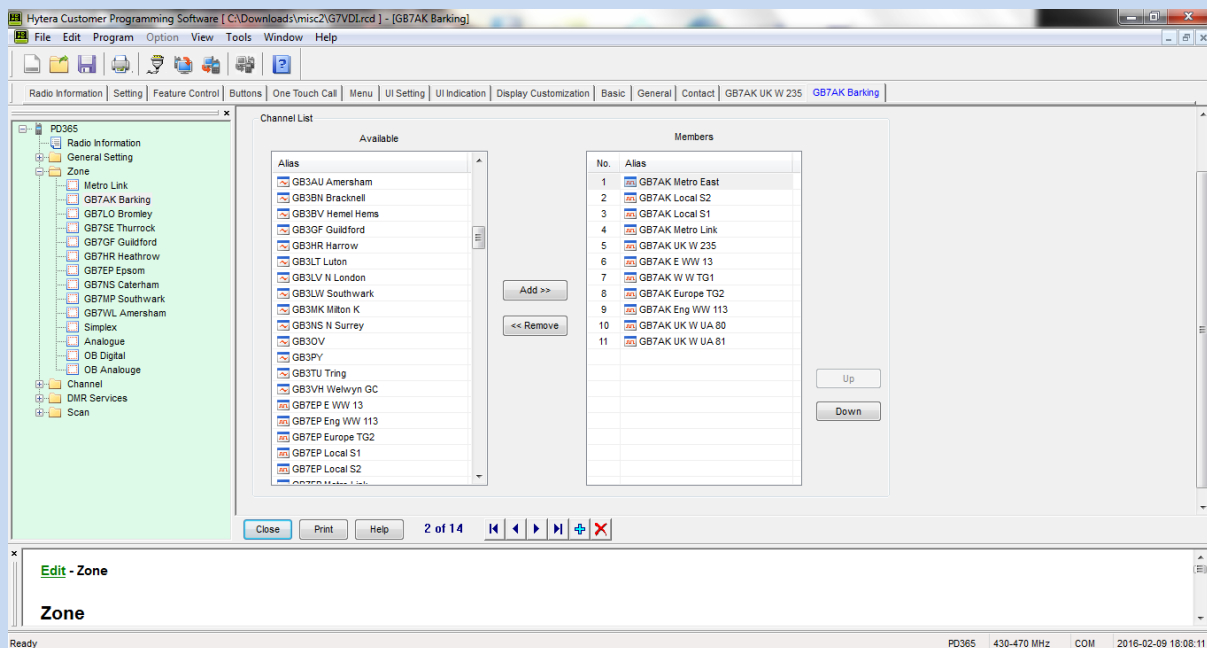 Hytera Customer Programming Software [ C:\Downloads\misc2\G7VDI.rcd ] - [GB7AK Barking]
File Edit Program Option View Tools Window Help
Radio Information Setting Feature Control Buttons One Touch Call Menu UI Setting UI Indication Display Customization Basic General Contact GB7AK UK W 235 GB7AK Barking
PD365
Radio Information
General Setting
Zone
Metro Link
GB7AK Barking
GB7LO Bromley
GB7SE Thurrock
GB7GF Guildford
GB7HR Heathrow
GB7EP Epsom
GB7NS Caterham
GB7MP Southwark
GB7WL Amersham
Simplex
Analogue
OB Digital
OB Analouge
Channel
DMR Services
Scan
Channel List
Available
Alias
GB3AU Amersham
GB3BN Bracknell
GB3BV Hemel Hems
GB3GF Guildford
GB3HR Harrow
GB3LT Luton
GB3LV N London
GB3LW Southwark
GB3MK Milton K
GB3NS N Surrey
GB3OV
GB3PY
GB3TU Tring
GB3VH Welwyn GC
GB7EP E WW 13
GB7EP Eng WW 113
GB7EP Europe TG2
GB7EP Local S1
GB7EP Local S2
GB7EP Metro Link
Add >>
<< Remove
Members
No. Alias
1 GB7AK Metro East
2 GB7AK Local S2
3 GB7AK Local S1
4 GB7AK Metro Link
5 GB7AK UK W 235
6 GB7AK E WW 13
7 GB7AK W W TG1
8 GB7AK Europe TG2
9 GB7AK Eng WW 113
10 GB7AK UK W UA 80
11 GB7AK UK W UA 81
Up
Down
Close Print Help 2 of 14
Edit - Zone
Zone
Ready PD365 430-470 MHz COM 2016-02-09 18:08:11